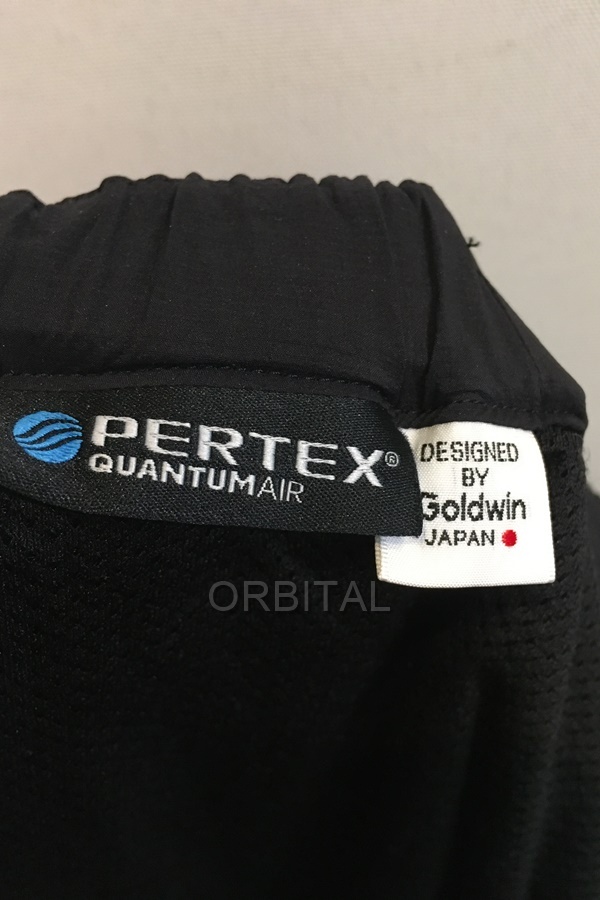 PERTEX®
QUANTUMAIR
DESIGNED
BY
Goldwin
JAPAN
ORBITAL